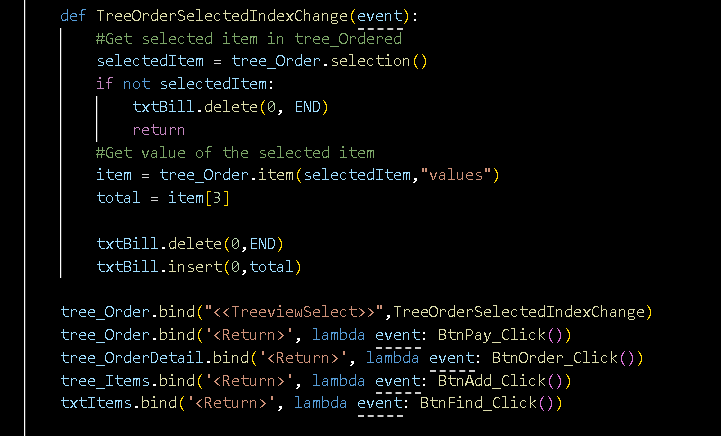 def TreeOrderSelectedIndexChange(event):
#Get selected item in tree_Ordered
selectedItem = tree_Order.selection()
if not selectedItem:
txtBill.delete(0, END)
return
#Get value of the selected item
item = tree_Order.item(selectedItem,"values")
total = item[3]
txtBill.delete(0,END)
txtBill.insert(0,total)
tree_Order.bind("<<TreeviewSelect>>",TreeOrderSelectedIndexChange)
tree_Order.bind('<Return>', lambda event: BtnPay_Click())
tree_OrderDetail.bind('<Return>', lambda event: BtnOrder_Click())
tree_Items.bind('<Return>', lambda event: BtnAdd_Click())
txtItems.bind('<Return>', lambda event: BtnFind_Click())